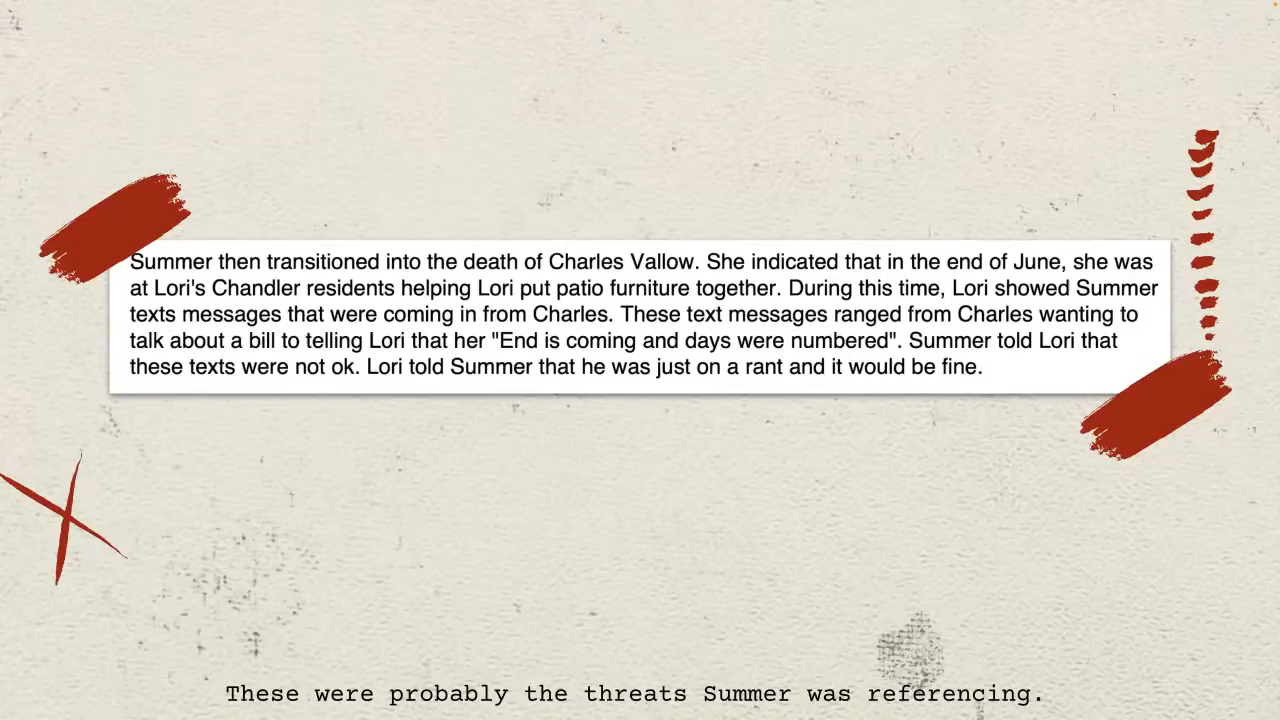 Summer then transitioned into the death of Charles Vallow. She indicated that in the end of June, she was
at Lori's Chandler residents helping Lori put patio furniture together. During this time, Lori showed Summer
texts messages that were coming in from Charles. These text messages ranged from Charles wanting to
talk about a bill to telling Lori that her "End is coming and days were numbered". Summer told Lori that
these texts were not ok. Lori told Summer that he was just on a rant and it would be fine.
These were probably the threats Summer was referencing.